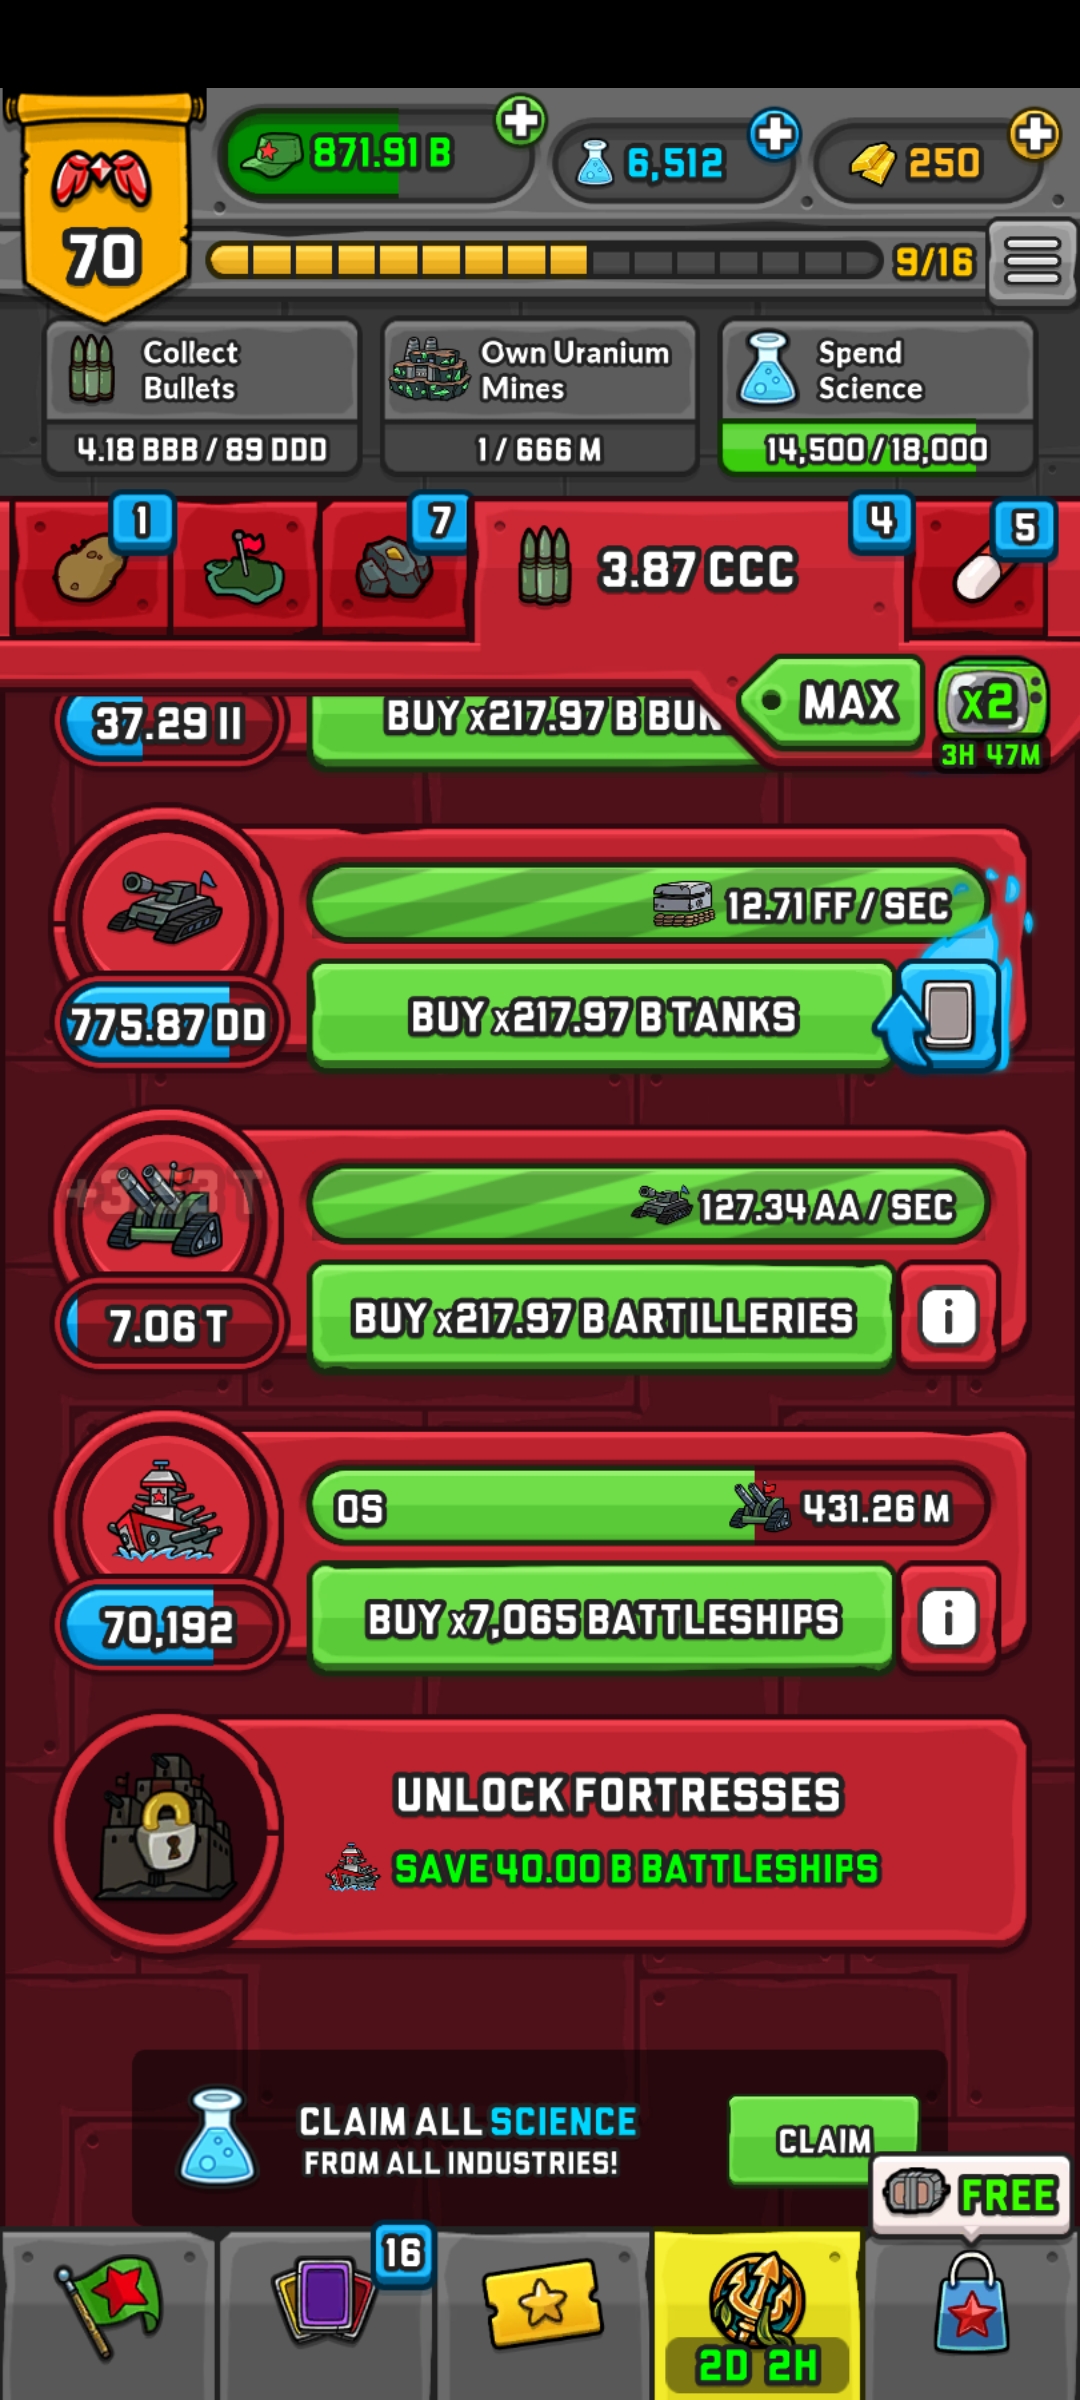 871.91 B
6,512
250
70
9/16
Collect
Bullets
Own Uranium
Mines
Spend
Science
4.18 BBB / 89 DDD
1 / 666 M
14,500/18,000
1
7
3.87 CCC
4
5
MAX
x2
3H 47M
37.29 II
BUY x217.97 B BUN
12.71 FF / SEC
775.87 DD
BUY x217.97 B TANKS
127.34 AA / SEC
7.06 T
BUY x217.97 B ARTILLERIES
i
0S
431.26 M
70,192
BUY x7,065 BATTLESHIPS
i
UNLOCK FORTRESSES
SAVE 40.00 B BATTLESHIPS
CLAIM ALL SCIENCE
FROM ALL INDUSTRIES!
CLAIM
FREE
16
2D 2H